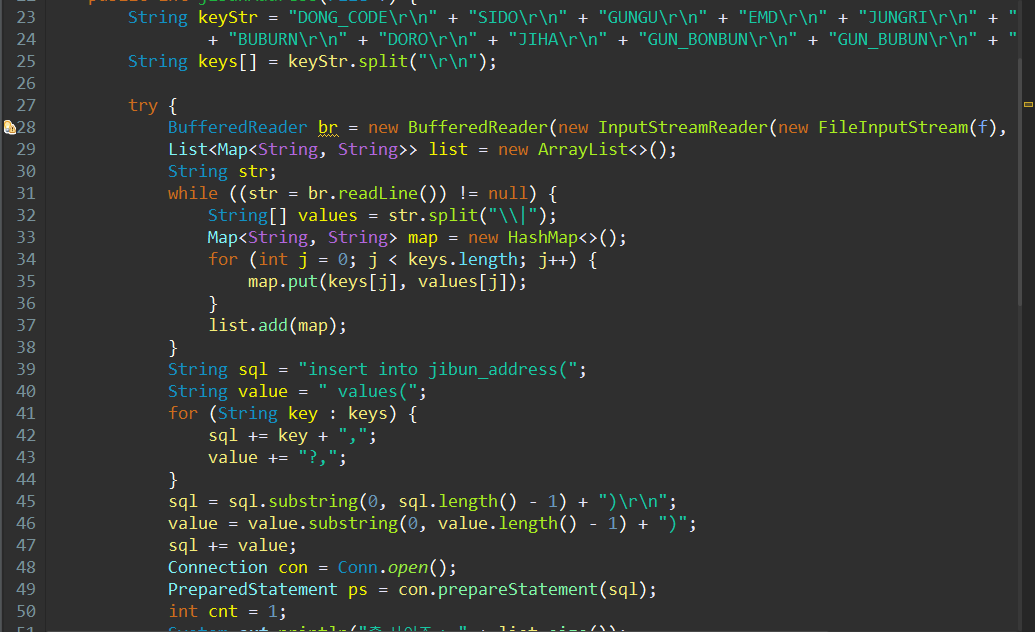 23 String keyStr = "DONG_CODE\r\n" + "SIDO\r\n" + "GUNGU\r\n" + "EMD\r\n" + "JUNGRI\r\n" + "
24 + "BUBURN\r\n" + "DORO\r\n" + "JIHA\r\n" + "GUN_BONBUN\r\n" + "GUN_BUBUN\r\n" + "
25 String keys[] = keyStr.split("\r\n");
26
27 try {
28 BufferedReader br = new BufferedReader(new InputStreamReader(new FileInputStream(f),
29 List<Map<String, String>> list = new ArrayList<>();
30 String str;
31 while ((str = br.readLine()) != null) {
32 String[] values = str.split("\\|");
33 Map<String, String> map = new HashMap<>();
34 for (int j = 0; j < keys.length; j++) {
35 map.put(keys[j], values[j]);
36 }
37 list.add(map);
38 }
39 String sql = "insert into jibun_address(";
40 String value = " values(";
41 for (String key : keys) {
42 sql += key + ",";
43 value += "?,";
44 }
45 sql = sql.substring(0, sql.length() - 1) + ")\r\n";
46 value = value.substring(0, value.length() - 1) + ")";
47 sql += value;
48 Connection con = Conn.open();
49 PreparedStatement ps = con.prepareStatement(sql);
50 int cnt = 1;